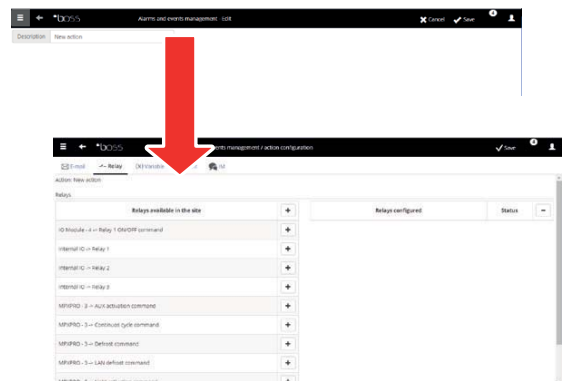 boss Alarms and events management Edit Cancel Save 4
Description New action
boss events management / action configuration Save
E-mail Relay Variable
Action: New action
Relays
Relays available in the site + Relays configured Status -
IO Module - 4 -> Relay 1 ON/OFF command +
Internal IO -> Relay 1 +
Internal IO -> Relay 2 +
Internal IO -> Relay 3 +
MPXPRO - 3-> AUX activation command +
MPXPRO - 3-> Continuos cycle command +
MPXPRO - 3-> Defrost command +
MPXPRO - 3-> LAN defrost command +